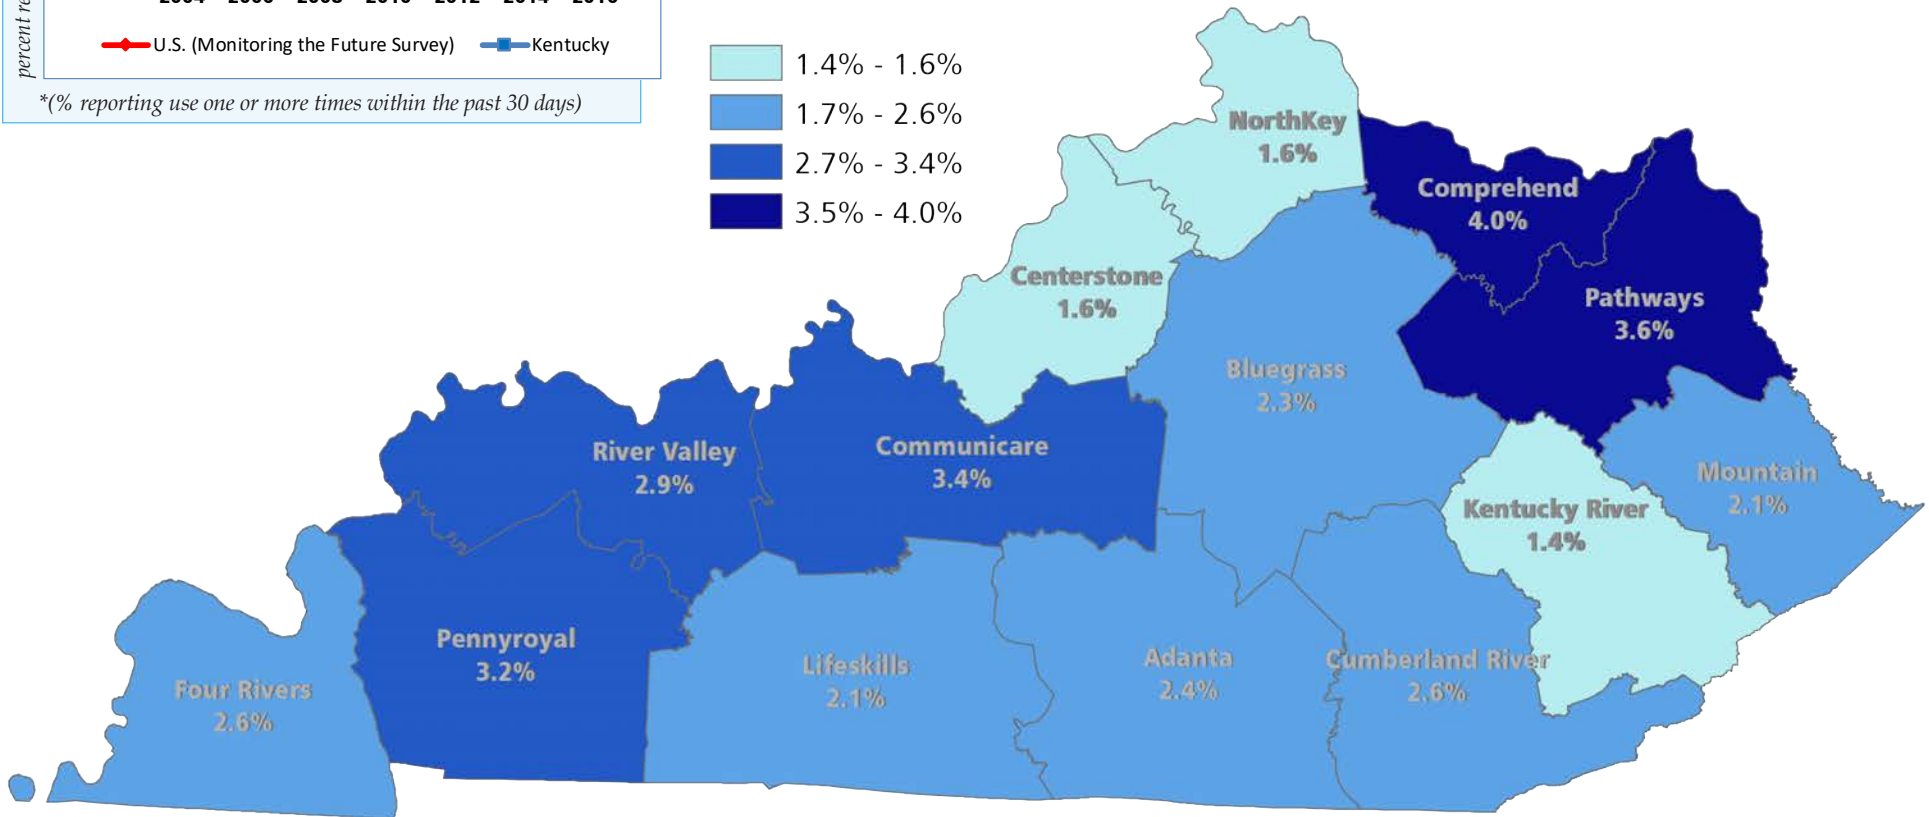 percent re
U.S. (Monitoring the Future Survey) Kentucky
*(% reporting use one or more times within the past 30 days)
1.4% - 1.6%
1.7% - 2.6%
2.7% - 3.4%
3.5% - 4.0%
NorthKey
1.6%
Comprehend
4.0%
Centerstone
1.6%
Pathways
3.6%
Bluegrass
2.3%
River Valley
2.9%
Communicare
3.4%
Mountain
2.1%
Kentucky River
1.4%
Pennyroyal
3.2%
Lifeskills
2.1%
Adanta
2.4%
Cumberland River
2.6%
Four Rivers
2.6%